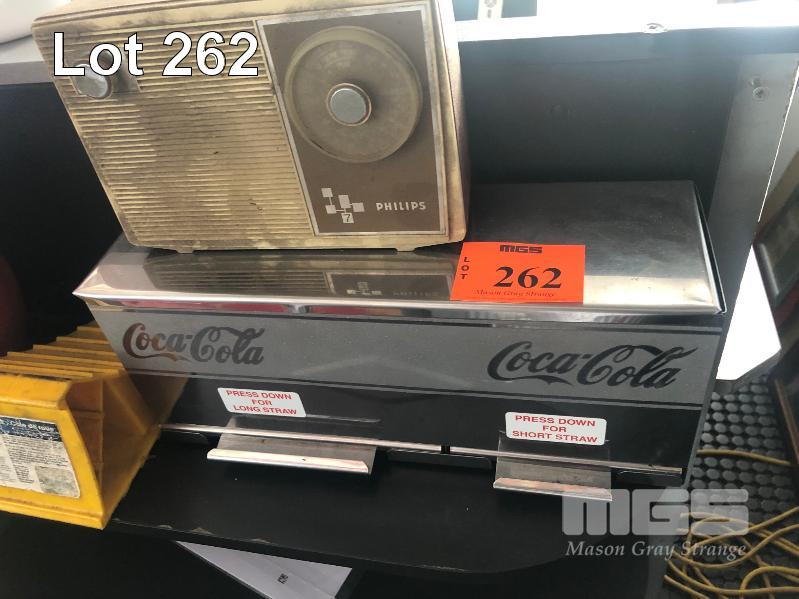 Lot 262
7 PHILIPS
MGS
LOT
262
Mason Gray Strange
Coca-Cola
Coca-Cola
PRESS DOWN
FOR
LONG STRAW
PRESS DOWN
FOR
SHORT STRAW
MGS
Mason Gray Strange